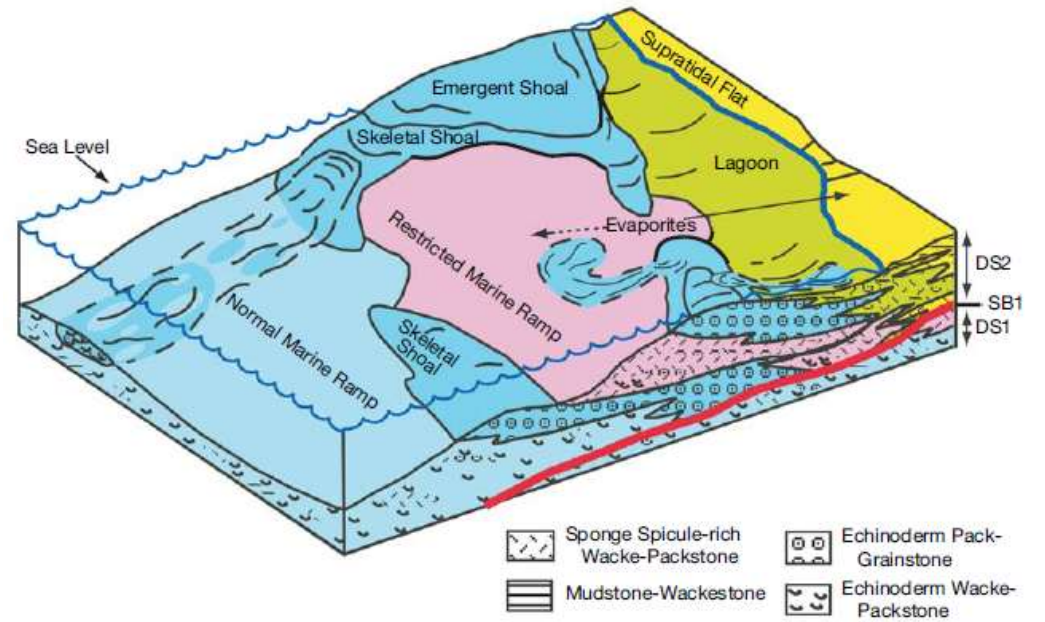 Supratidal Flat
Emergent Shoal
Skeletal Shoal
Sea Level
Lagoon
Evaporites
Restricted Marine Ramp
Normal Marine Ramp
Skeletal
Shoal
DS2
SB1
DS1
Sponge Spicule-rich
Wacke-Packstone
Echinoderm Pack-
Grainstone
Mudstone-Wackestone
Echinoderm Wacke-
Packstone